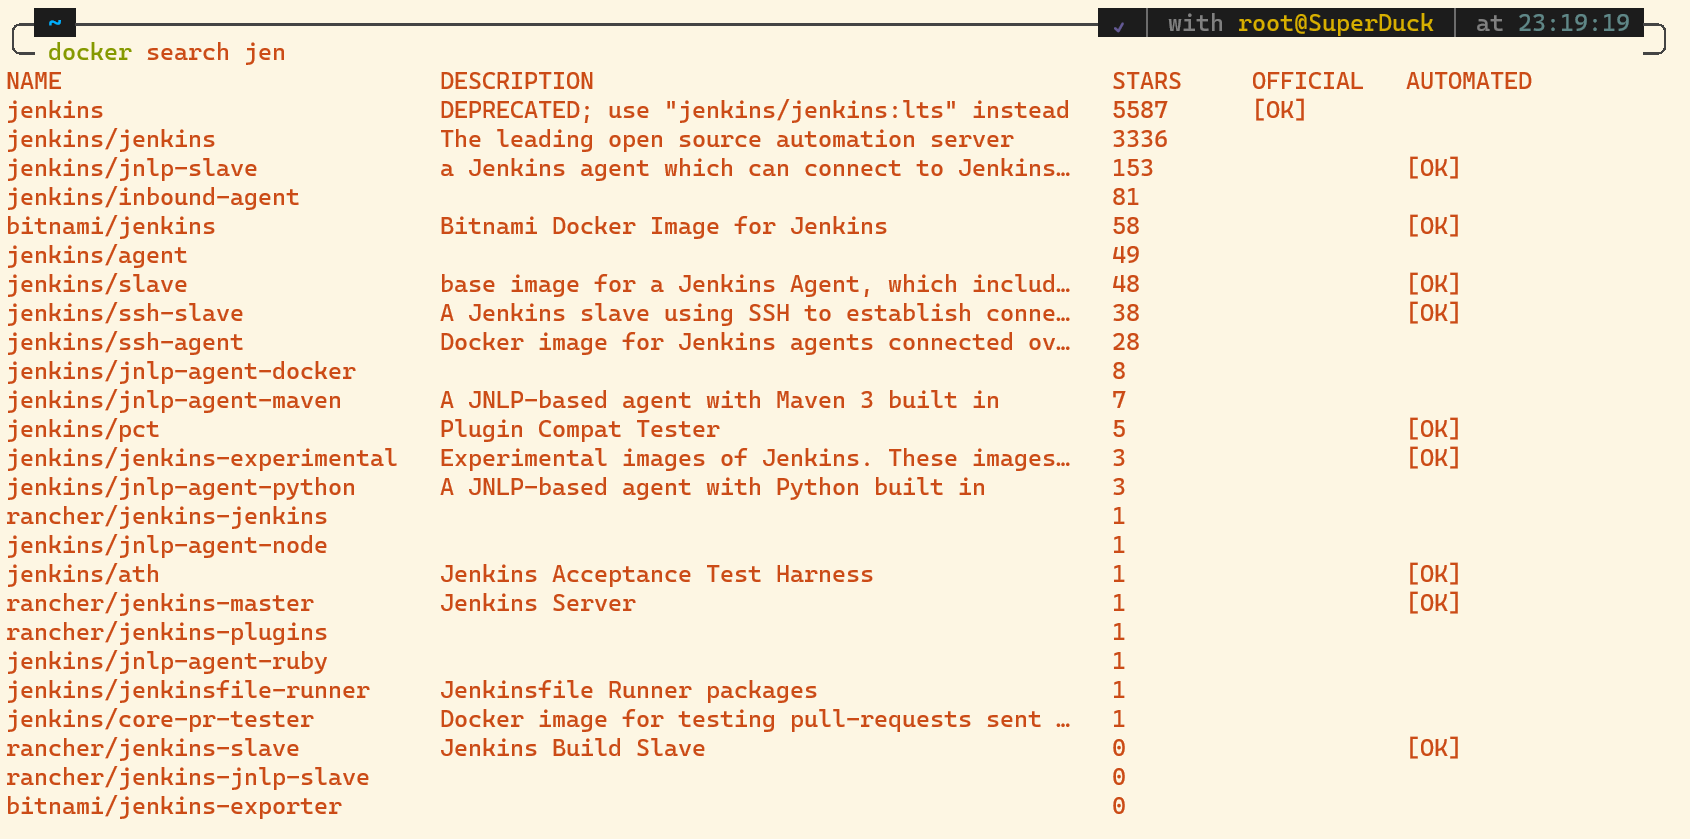 ~ ✓ with root@SuperDuck at 23:19:19
docker search jen
NAME DESCRIPTION STARS OFFICIAL AUTOMATED
jenkins DEPRECATED; use "jenkins/jenkins:lts" instead 5587 [OK]
jenkins/jenkins The leading open source automation server 3336
jenkins/jnlp-slave a Jenkins agent which can connect to Jenkins… 153 [OK]
jenkins/inbound-agent 81
bitnami/jenkins Bitnami Docker Image for Jenkins 58 [OK]
jenkins/agent 49
jenkins/slave base image for a Jenkins Agent, which includ… 48 [OK]
jenkins/ssh-slave A Jenkins slave using SSH to establish conne… 38 [OK]
jenkins/ssh-agent Docker image for Jenkins agents connected ov… 28
jenkins/jnlp-agent-docker 8
jenkins/jnlp-agent-maven A JNLP-based agent with Maven 3 built in 7
jenkins/pct Plugin Compat Tester 5 [OK]
jenkins/jenkins-experimental Experimental images of Jenkins. These images… 3 [OK]
jenkins/jnlp-agent-python A JNLP-based agent with Python built in 3
rancher/jenkins-jenkins 1
jenkins/jnlp-agent-node 1
jenkins/ath Jenkins Acceptance Test Harness 1 [OK]
rancher/jenkins-master Jenkins Server 1 [OK]
rancher/jenkins-plugins 1
jenkins/jnlp-agent-ruby 1
jenkins/jenkinsfile-runner Jenkinsfile Runner packages 1
jenkins/core-pr-tester Docker image for testing pull-requests sent … 1
rancher/jenkins-slave Jenkins Build Slave 0 [OK]
rancher/jenkins-jnlp-slave 0
bitnami/jenkins-exporter 0